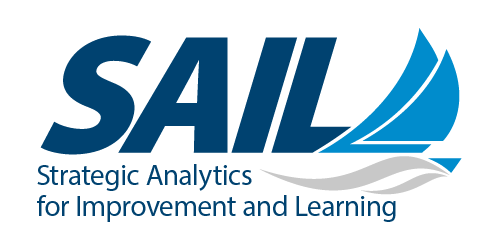 SAIL
Strategic Analytics
for Improvement and Learning